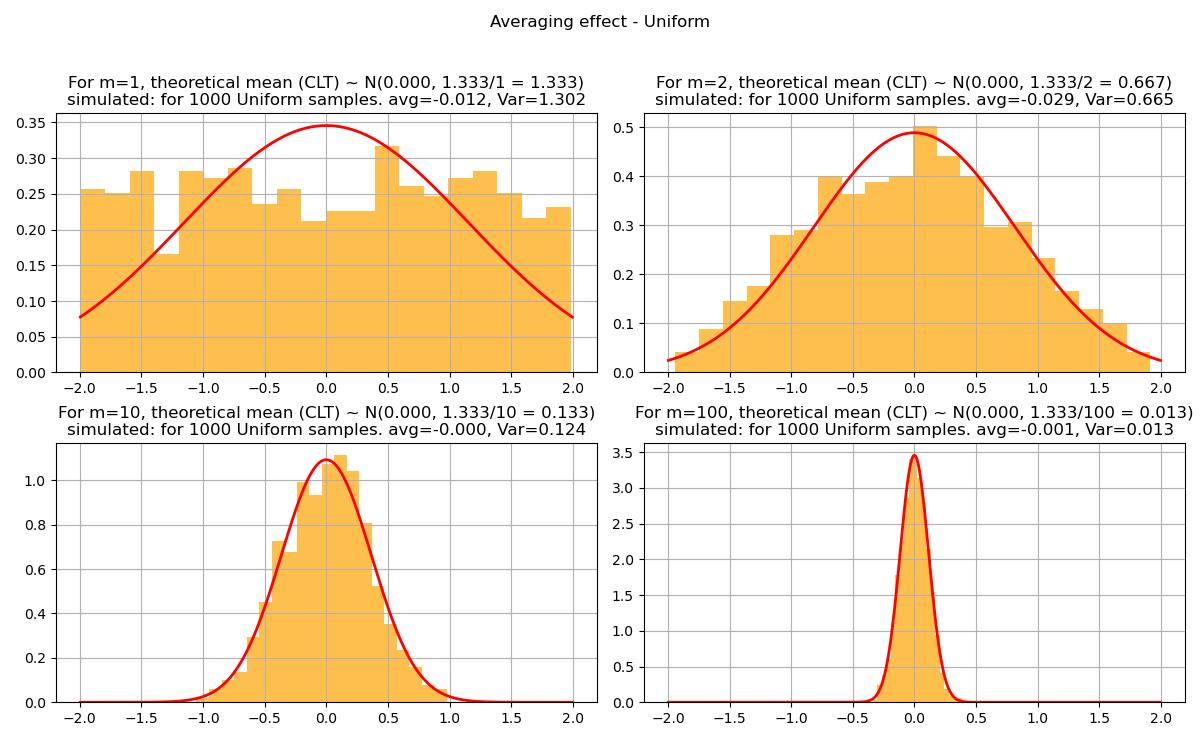 Averaging effect - Uniform
For m=1, theoretical mean (CLT) ~ N(0.000, 1.333/1 = 1.333)
simulated: for 1000 Uniform samples. avg=-0.012, Var=1.302
0.35
0.30
0.25
0.20
0.15
0.10
0.05
0.00
−2.0 −1.5 −1.0 −0.5 0.0 0.5 1.0 1.5 2.0
For m=2, theoretical mean (CLT) ~ N(0.000, 1.333/2 = 0.667)
simulated: for 1000 Uniform samples. avg=-0.029, Var=0.665
0.5
0.4
0.3
0.2
0.1
0.0
−2.0 −1.5 −1.0 −0.5 0.0 0.5 1.0 1.5 2.0
For m=10, theoretical mean (CLT) ~ N(0.000, 1.333/10 = 0.133)
simulated: for 1000 Uniform samples. avg=-0.000, Var=0.124
1.0
0.8
0.6
0.4
0.2
0.0
−2.0 −1.5 −1.0 −0.5 0.0 0.5 1.0 1.5 2.0
For m=100, theoretical mean (CLT) ~ N(0.000, 1.333/100 = 0.013)
simulated: for 1000 Uniform samples. avg=-0.001, Var=0.013
3.5
3.0
2.5
2.0
1.5
1.0
0.5
0.0
−2.0 −1.5 −1.0 −0.5 0.0 0.5 1.0 1.5 2.0